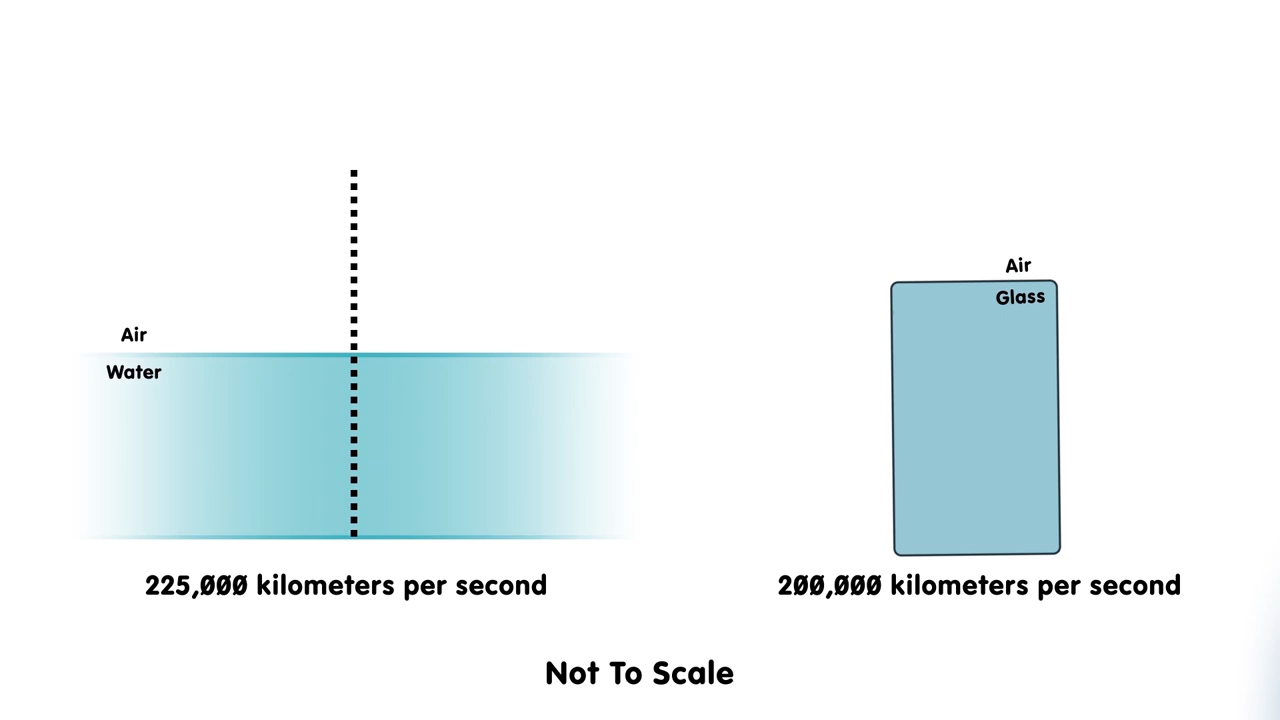 Air
Water
225,000 kilometers per second
Air
Glass
200,000 kilometers per second
Not To Scale